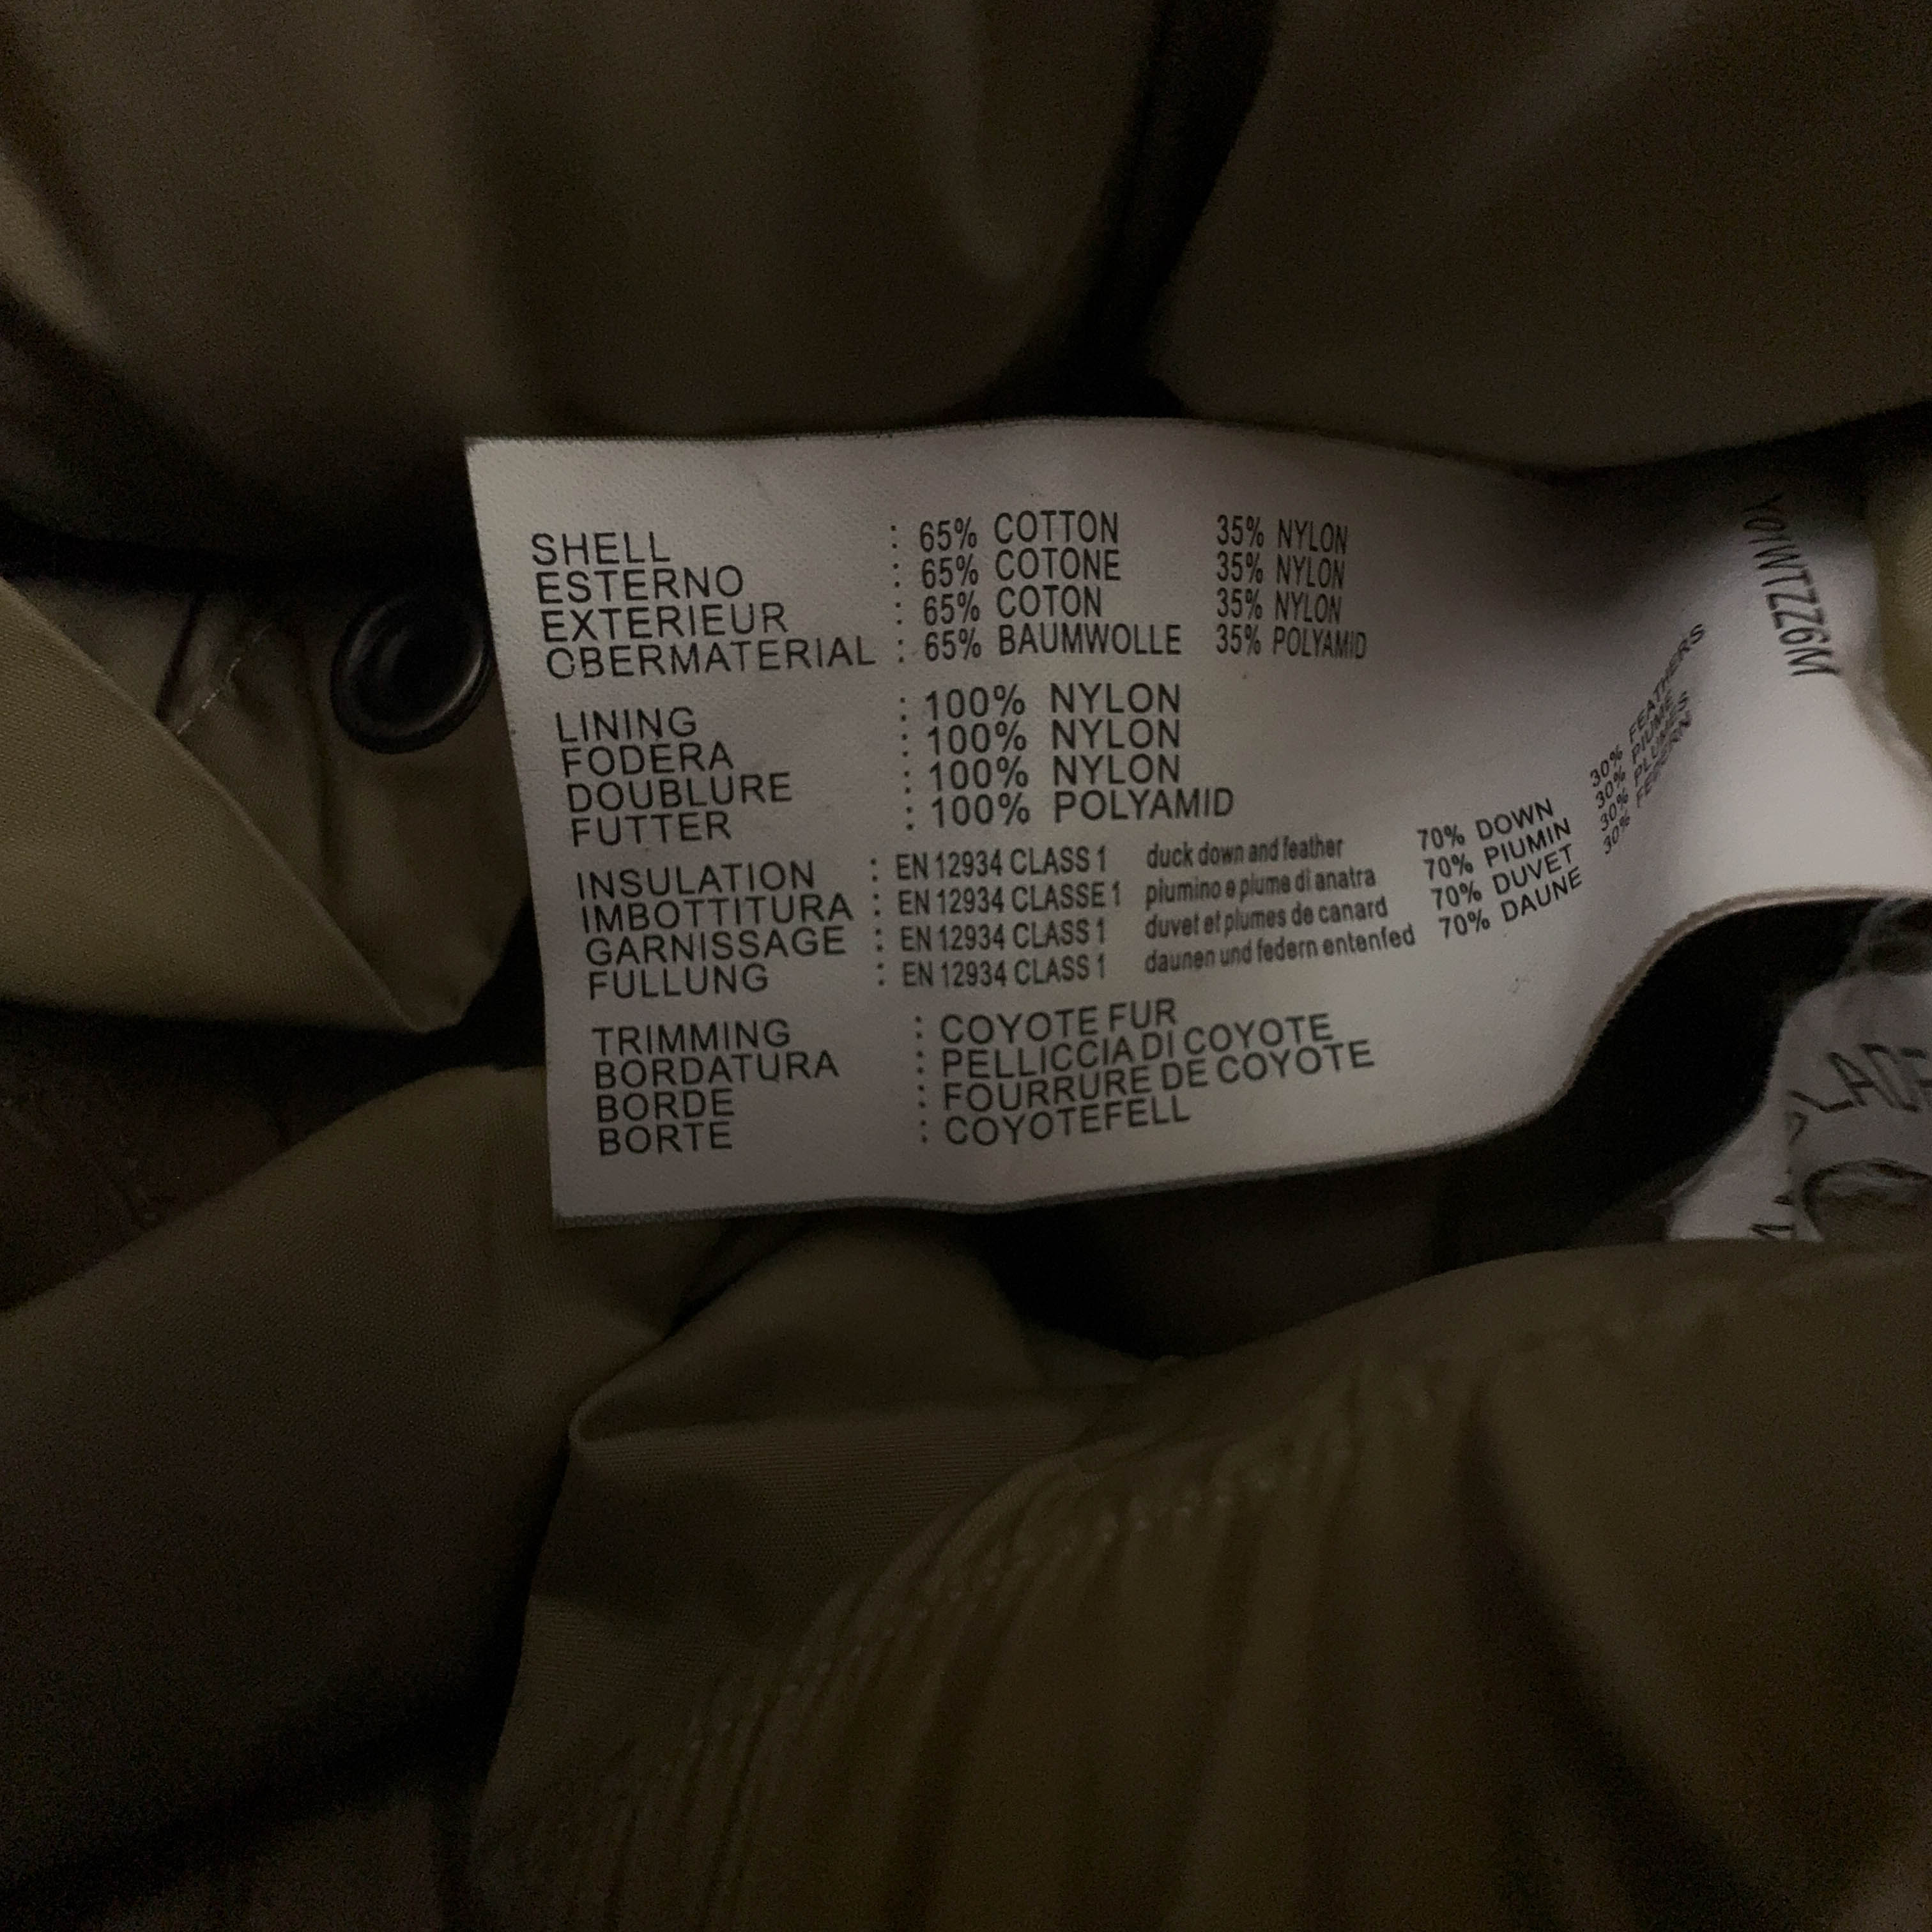 SHELL : 65% COTTON 35% NYLON
ESTERNO : 65% COTONE 35% NYLON
EXTERIEUR : 65% COTON 35% NYLON
OBERMATERIAL : 65% BAUMWOLLE 35% POLYAMID
LINING : 100% NYLON
FODERA : 100% NYLON
DOUBLURE : 100% NYLON
FUTTER : 100% POLYAMID
INSULATION : EN 12934 CLASS 1 duck down and feather 70% DOWN 30% FEATHERS
IMBOTTITURA : EN 12934 CLASSE 1 piumino e piume di anatra 70% PIUMIN 30% PIUME
GARNISSAGE : EN 12934 CLASS 1 duvet et plumes de canard 70% DUVET 30% PLUMES
FULLUNG : EN 12934 CLASS 1 daunen und federn entenfed 70% DAUNE 30% FEDERN
TRIMMING : COYOTE FUR
BORDATURA : PELLICCIA DI COYOTE
BORDE : FOURRURE DE COYOTE
BORTE : COYOTEFELL